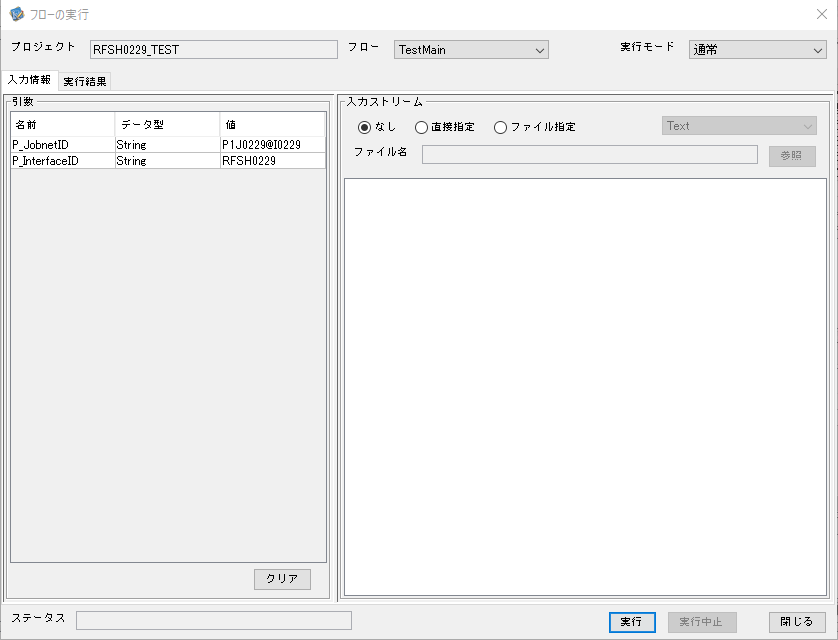 フローの実行
プロジェクト RFSH0229_TEST フロー TestMain 実行モード 通常
入力情報 実行結果
引数
名前 データ型 値
P_JobnetID String P1J0229@I0229
P_InterfaceID String RFSH0229
クリア
入力ストリーム
なし 直接指定 ファイル指定 Text
ファイル名 参照
ステータス 実行 実行中止 閉じる